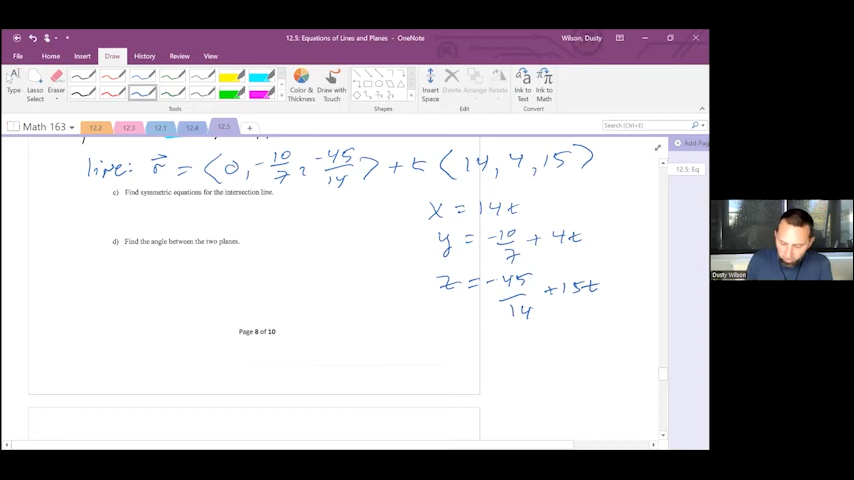 12.5: Equations of Lines and Planes - OneNote
Wilson, Dusty
File Home Insert Draw History Review View
Type
Lasso Select
Eraser
Color & Thickness
Draw with Touch
Insert Space
Delete
Arrange
Rotate
Ink to Text
Ink to Math
Tools
Shapes
Edit
Convert
Math 163
12.2 12.3 12.1 12.4 12.5 +
Search (Ctrl+E)
Add Pag
12.5: Eq
line: r⃗ = ⟨0, -10/7, -45/14⟩ + t ⟨14, 4, 15⟩
c) Find symmetric equations for the intersection line.
x = 14t
y = -10/7 + 4t
d) Find the angle between the two planes.
z = -45/14 + 15t
Page 8 of 10
Dusty Wilson